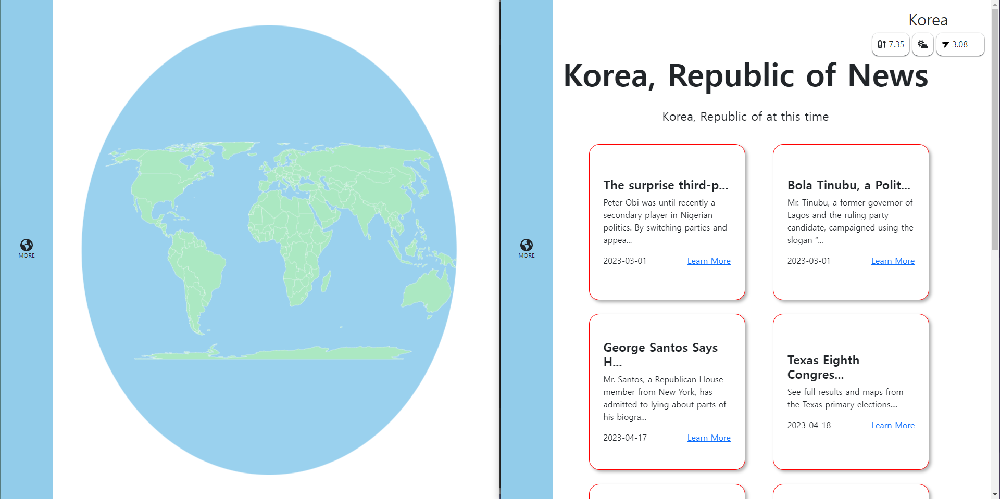 MORE
MORE
Korea
7.35
3.08
Korea, Republic of News
Korea, Republic of at this time
The surprise third-p...
Peter Obi was until recently a
secondary player in Nigerian
politics. By switching parties and
appea...
2023-03-01
Learn More
Bola Tinubu, a Polit...
Mr. Tinubu, a former governor of
Lagos and the ruling party
candidate, campaigned using the
slogan “...
2023-03-01
Learn More
George Santos Says
H...
Mr. Santos, a Republican House
member from New York, has
admitted to lying about parts of
his biogra...
2023-04-17
Learn More
Texas Eighth
Congres...
See full results and maps from
the Texas primary elections....
2023-04-18
Learn More